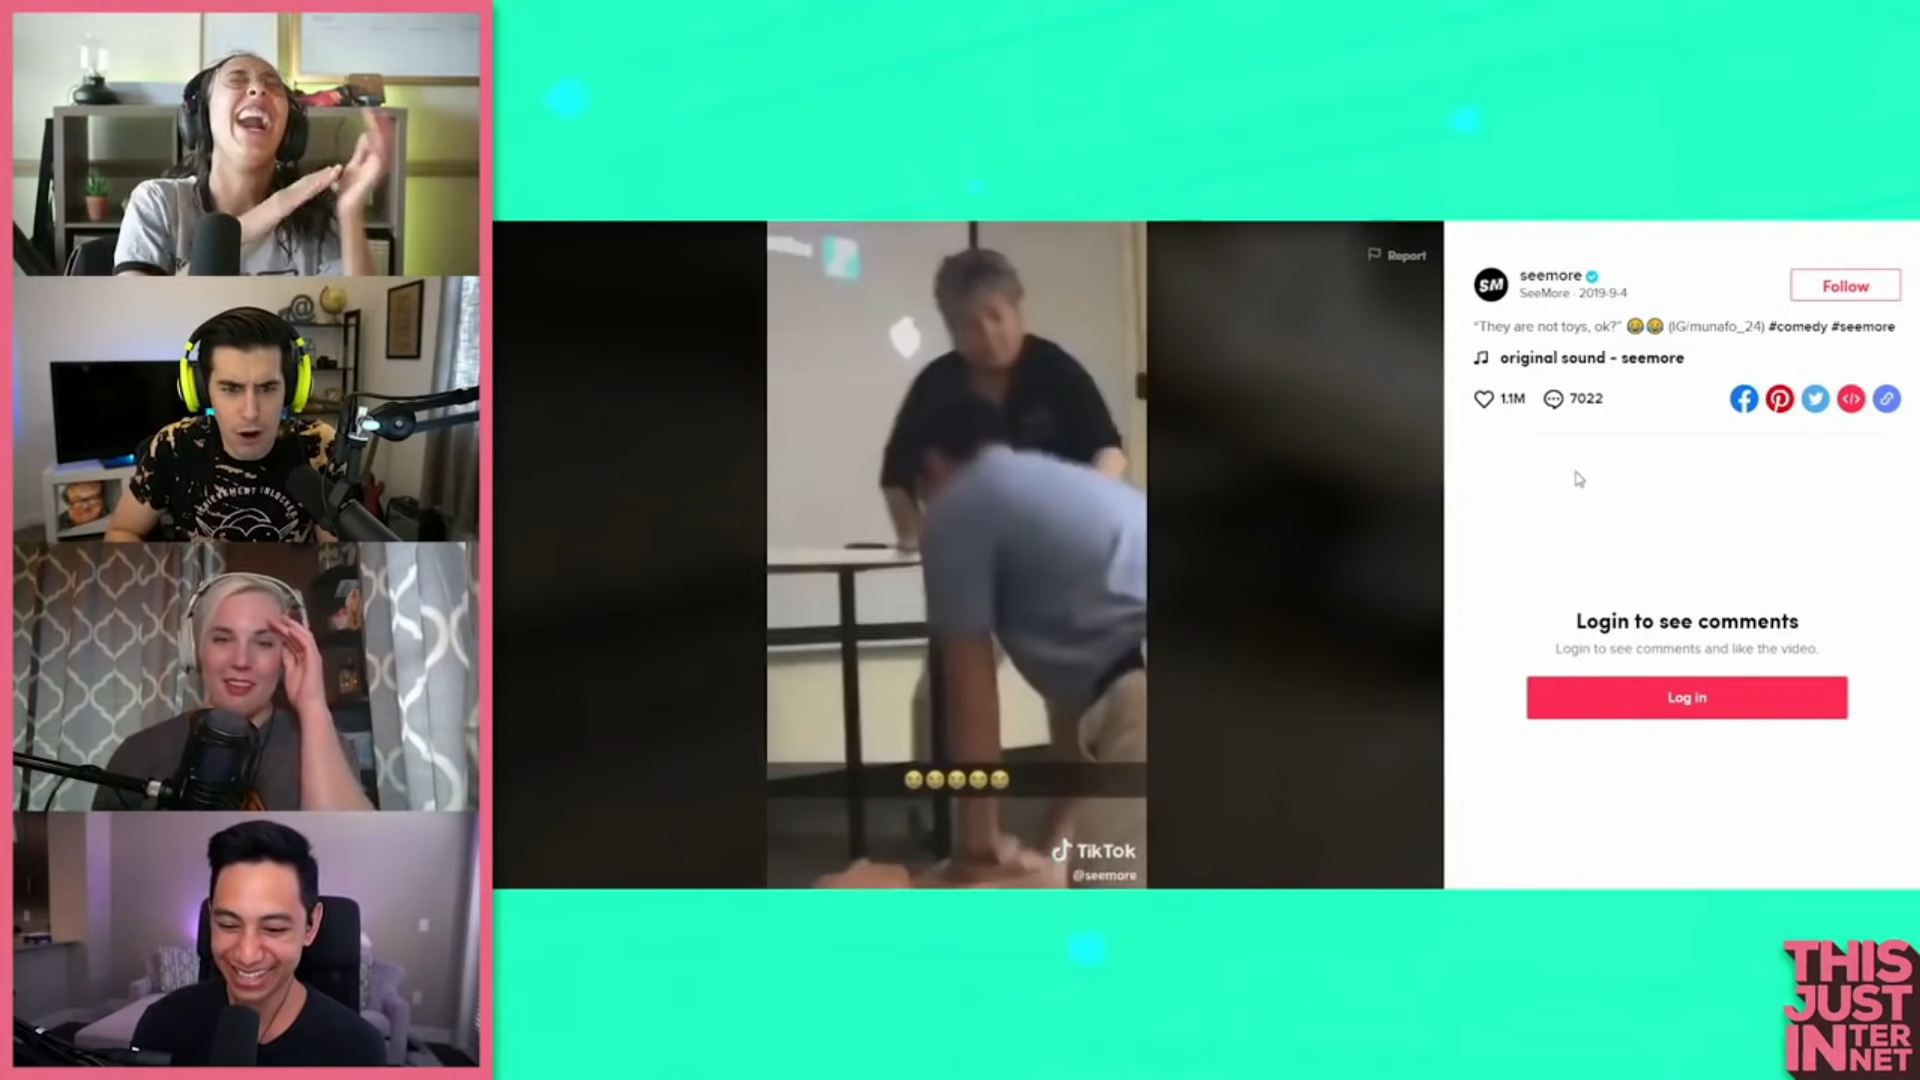 Report
SM
seemore
SeeMore · 2019-9-4
Follow
"They are not toys, ok?" 😂😂 (IG/munafo_24) #comedy #seemore
original sound - seemore
1.1M
7022
Login to see comments
Login to see comments and like the video.
Log in
TikTok
@seemore
THIS
JUST
INTER
NET